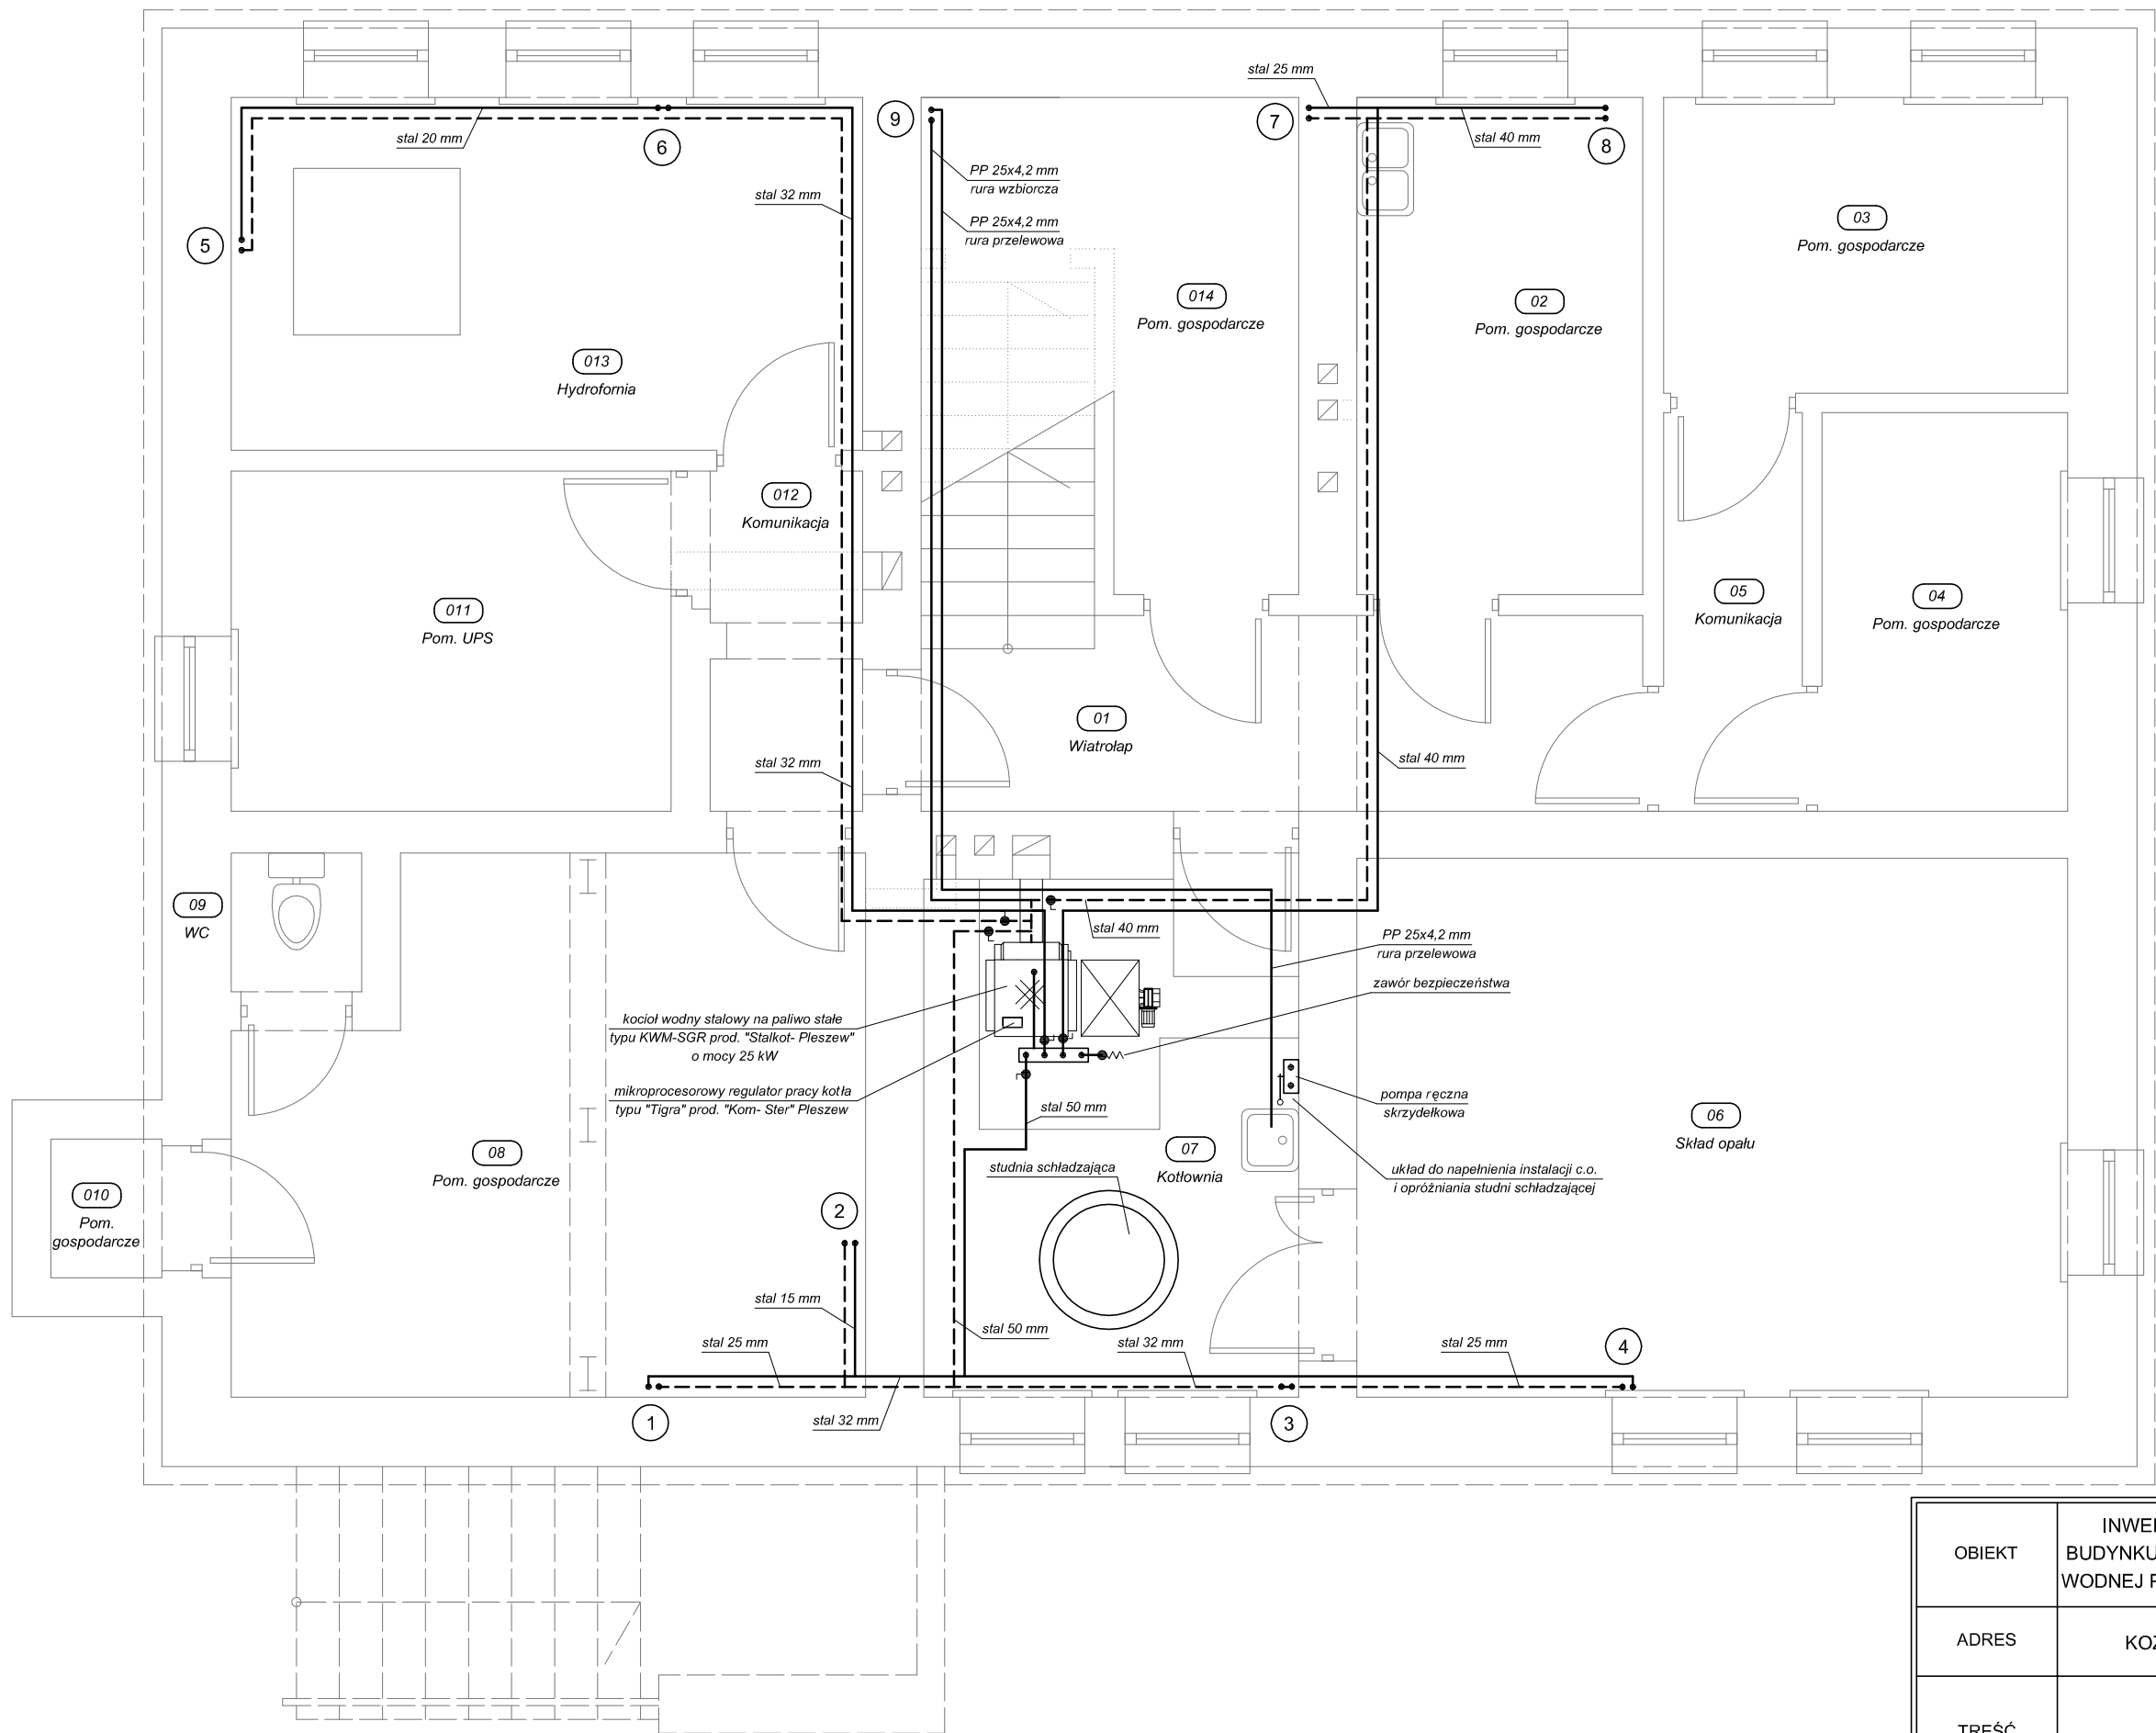 stal 25 mm
stal 20 mm
6
9
7
stal 40 mm
8
PP 25x4,2 mm
rura wzbiorcza
stal 32 mm
PP 25x4,2 mm
rura przelewowa
5
03
Pom. gospodarcze
014
Pom. gospodarcze
02
Pom. gospodarcze
013
Hydrofornia
012
Komunikacja
011
Pom. UPS
05
Komunikacja
04
Pom. gospodarcze
01
Wiatrołap
stal 32 mm
stal 40 mm
09
WC
stal 40 mm
PP 25x4,2 mm
rura przelewowa
zawór bezpieczeństwa
kocioł wodny stalowy na paliwo stałe
typu KWM-SGR prod. "Stalkot- Pleszew"
o mocy 25 kW
mikroprocesorowy regulator pracy kotła
typu "Tigra" prod. "Kom- Ster" Pleszew
stal 50 mm
pompa ręczna
skrzydełkowa
06
Skład opału
08
Pom. gospodarcze
07
Kotłownia
studnia schładzająca
układ do napełnienia instalacji c.o.
i opróżniania studni schładzającej
010
Pom.
gospodarcze
2
stal 15 mm
stal 50 mm
stal 25 mm
stal 32 mm
stal 25 mm
4
1
stal 32 mm
3
OBIEKT
INWE
BUDYNKU
WODNEJ
ADRES
KOZ
TREŚĆ